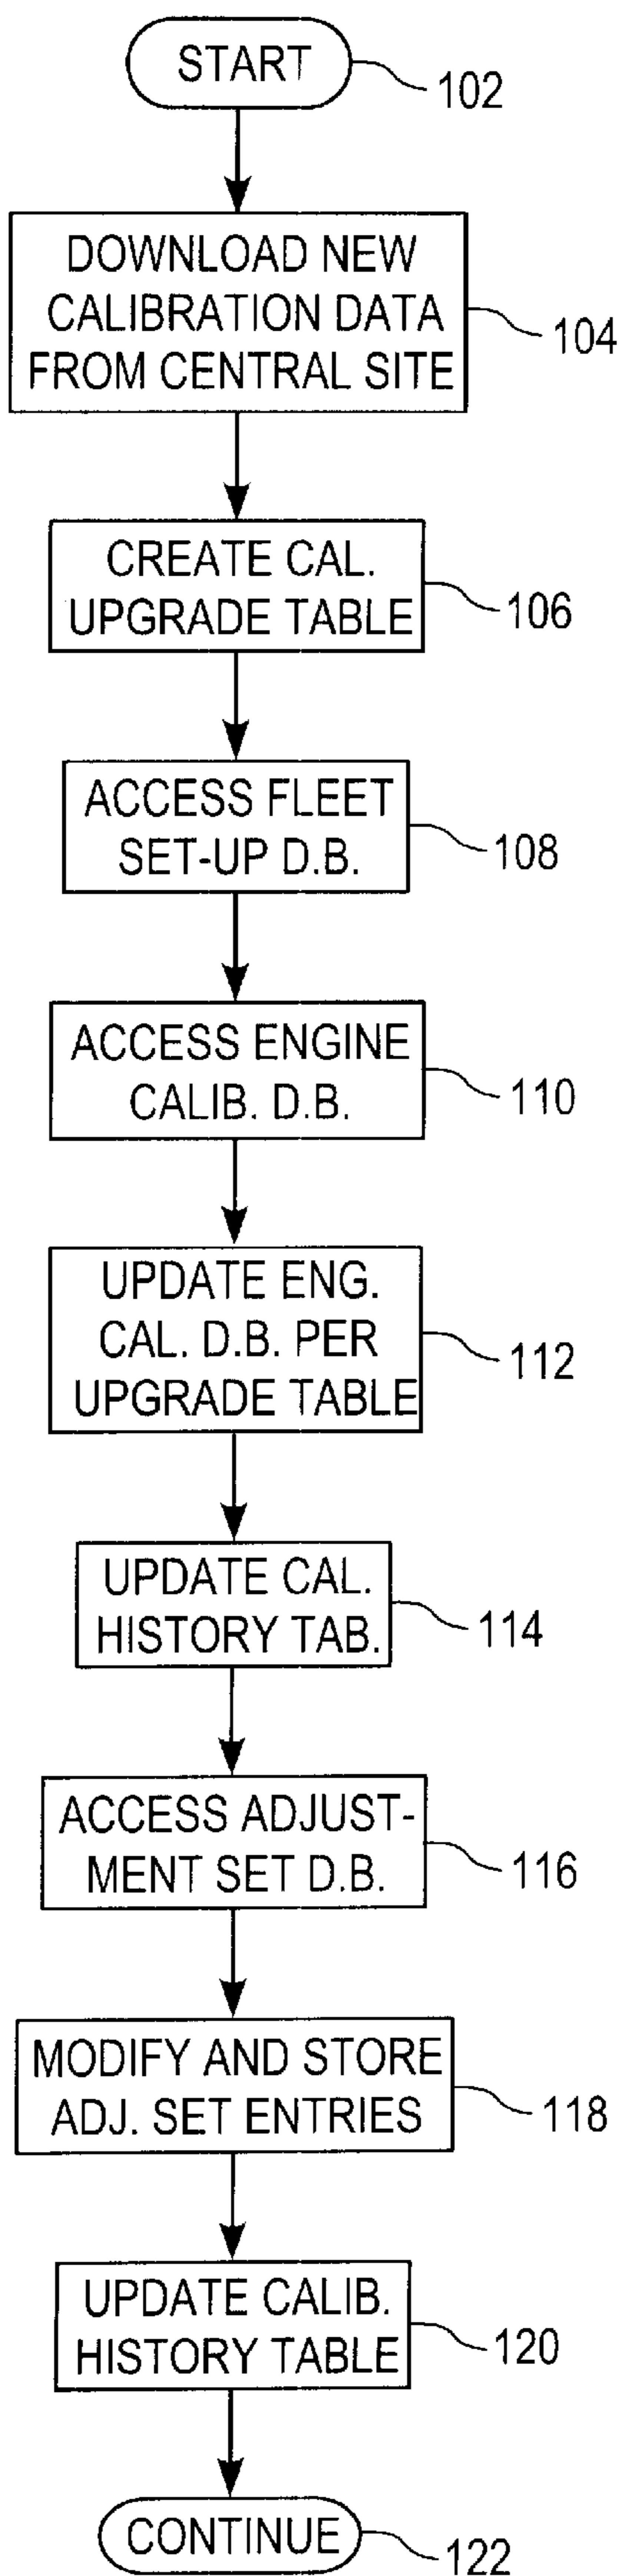 START
102
DOWNLOAD NEW
CALIBRATION DATA
FROM CENTRAL SITE
104
CREATE CAL.
UPGRADE TABLE
106
ACCESS FLEET
SET-UP D.B.
108
ACCESS ENGINE
CALIB. D.B.
110
UPDATE ENG.
CAL. D.B. PER
UPGRADE TABLE
112
UPDATE CAL.
HISTORY TAB.
114
ACCESS ADJUST-
MENT SET D.B.
116
MODIFY AND STORE
ADJ. SET ENTRIES
118
UPDATE CALIB.
HISTORY TABLE
120
CONTINUE
122